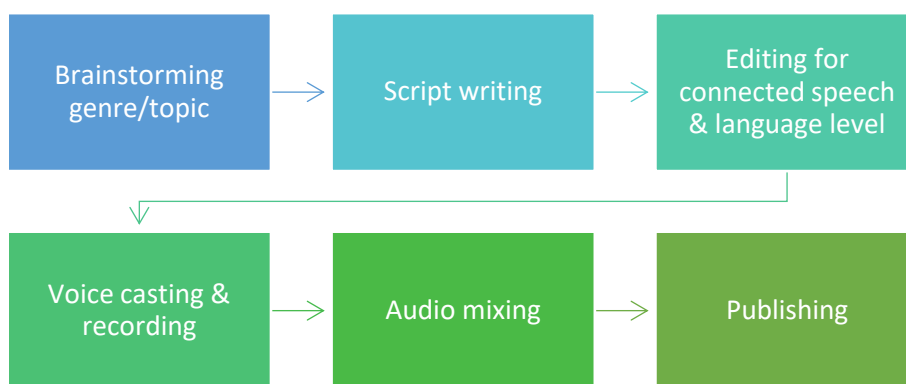 Brainstorming
genre/topic
Script writing
Editing for
connected speech
& language level
Voice casting &
recording
Audio mixing
Publishing